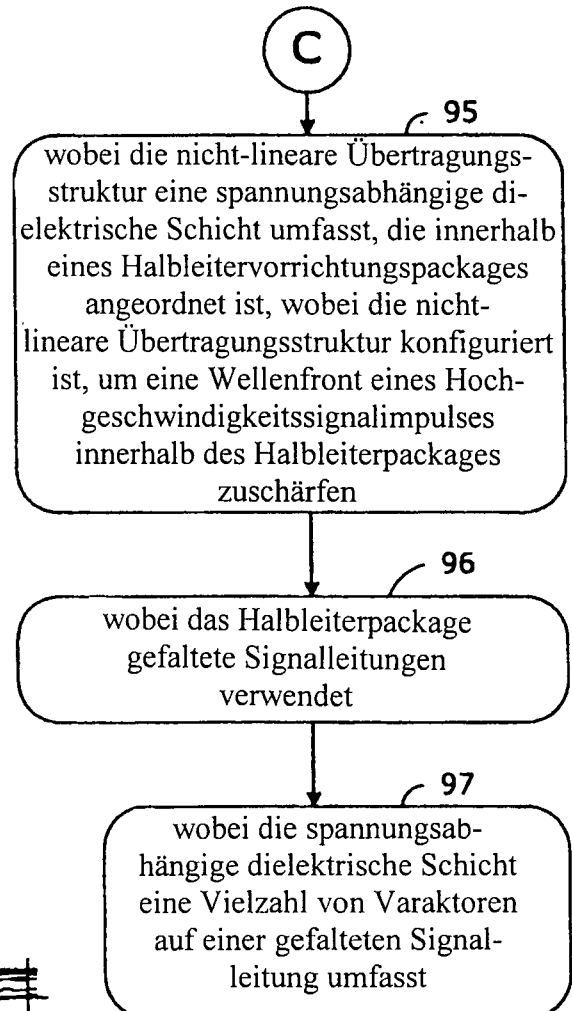 C
95
wobei die nicht-lineare Übertragungs-
struktur eine spannungsabhängige di-
elektrische Schicht umfasst, die innerhalb
eines Halbleitervorrichtungspackages
angeordnet ist, wobei die nicht-
lineare Übertragungsstruktur konfiguriert
ist, um eine Wellenfront eines Hoch-
geschwindigkeitssignalimpulses
innerhalb des Halbleiterpackages
zuschärfen
96
wobei das Halbleiterpackage
gefaltete Signalleitungen
verwendet
97
wobei die spannungsab-
hängige dielektrische Schicht
eine Vielzahl von Varaktoren
auf einer gefalteten Signal-
leitung umfasst